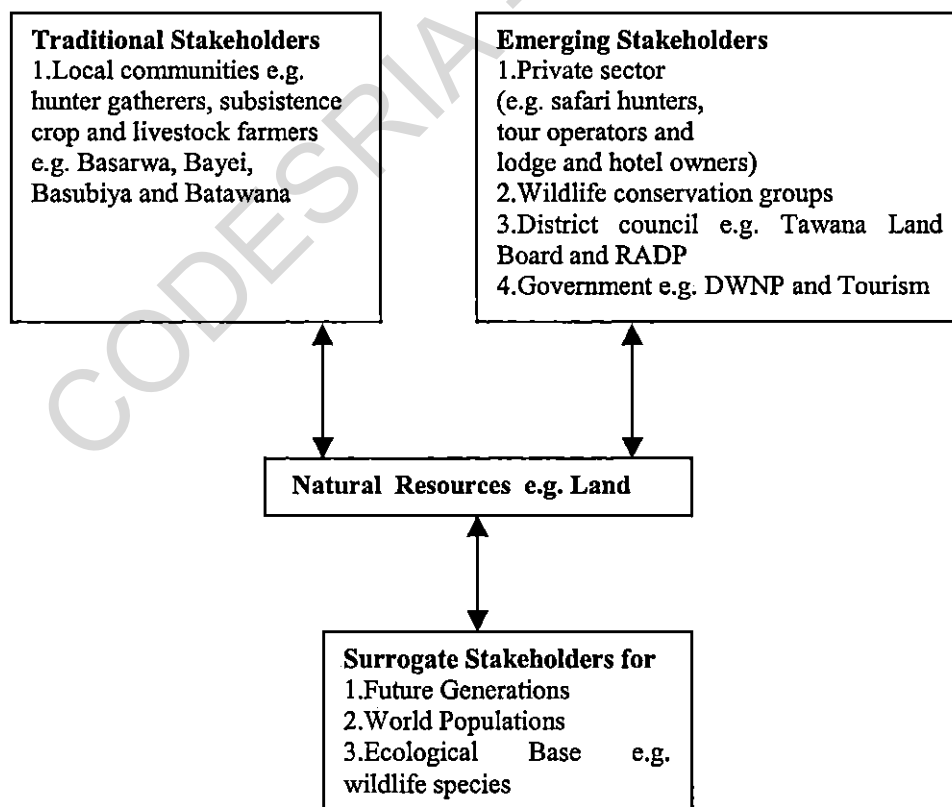 Traditional Stakeholders
1.Local communities e.g.
hunter gatherers, subsistence
crop and livestock farmers
e.g. Basarwa, Bayei,
Basubiya and Batawana
Emerging Stakeholders
1.Private sector
(e.g. safari hunters,
tour operators and
lodge and hotel owners)
2.Wildlife conservation groups
3.District council e.g. Tawana Land
Board and RADP
4.Government e.g. DWNP and Tourism
Natural Resources e.g. Land
Surrogate Stakeholders for
1.Future Generations
2.World Populations
3.Ecological Base e.g.
wildlife species
CODESRIA